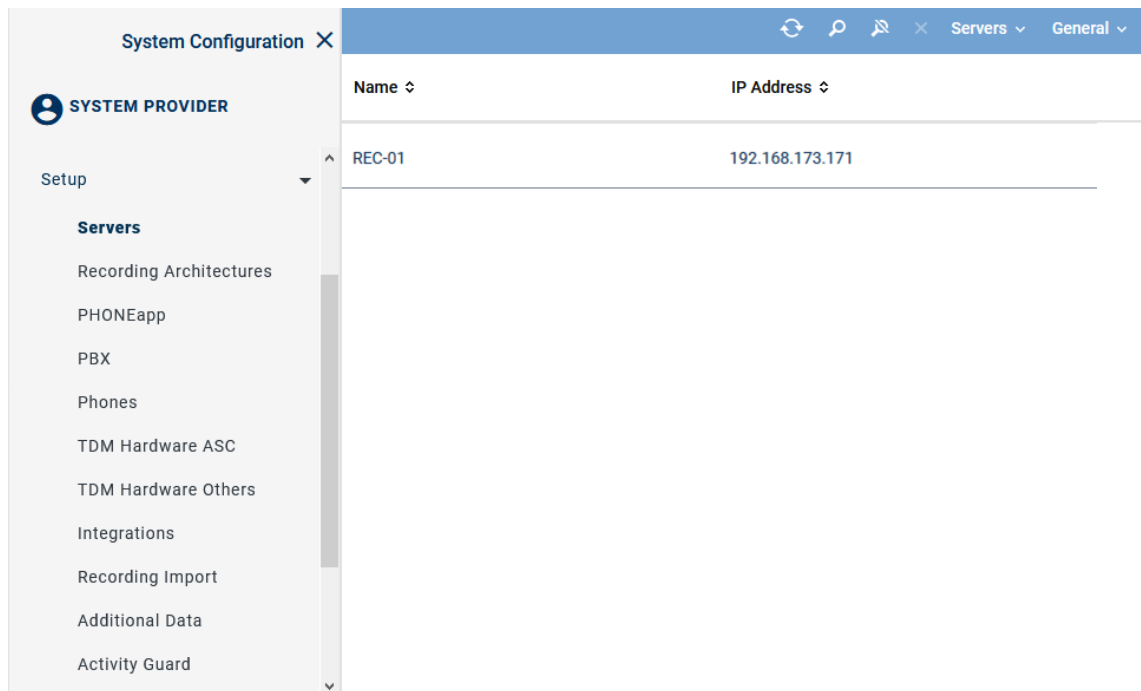 System Configuration
Servers General
SYSTEM PROVIDER
Name IP Address
REC-01 192.168.173.171
Setup
Servers
Recording Architectures
PHONEapp
PBX
Phones
TDM Hardware ASC
TDM Hardware Others
Integrations
Recording Import
Additional Data
Activity Guard